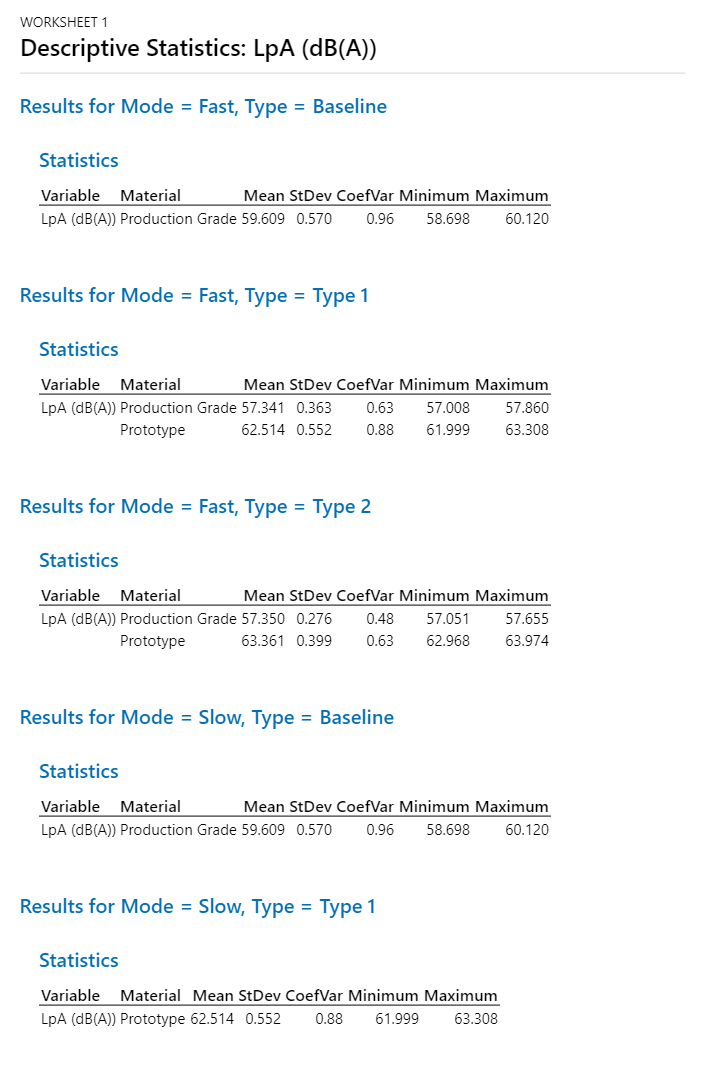 WORKSHEET 1
Descriptive Statistics: LpA (dB(A))
Results for Mode = Fast, Type = Baseline
Statistics
Variable Material Mean StDev CoefVar Minimum Maximum
LpA (dB(A)) Production Grade 59.609 0.570 0.96 58.698 60.120
Results for Mode = Fast, Type = Type 1
Statistics
Variable Material Mean StDev CoefVar Minimum Maximum
LpA (dB(A)) Production Grade 57.341 0.363 0.63 57.008 57.860
Prototype 62.514 0.552 0.88 61.999 63.308
Results for Mode = Fast, Type = Type 2
Statistics
Variable Material Mean StDev CoefVar Minimum Maximum
LpA (dB(A)) Production Grade 57.350 0.276 0.48 57.051 57.655
Prototype 63.361 0.399 0.63 62.968 63.974
Results for Mode = Slow, Type = Baseline
Statistics
Variable Material Mean StDev CoefVar Minimum Maximum
LpA (dB(A)) Production Grade 59.609 0.570 0.96 58.698 60.120
Results for Mode = Slow, Type = Type 1
Statistics
Variable Material Mean StDev CoefVar Minimum Maximum
LpA (dB(A)) Prototype 62.514 0.552 0.88 61.999 63.308